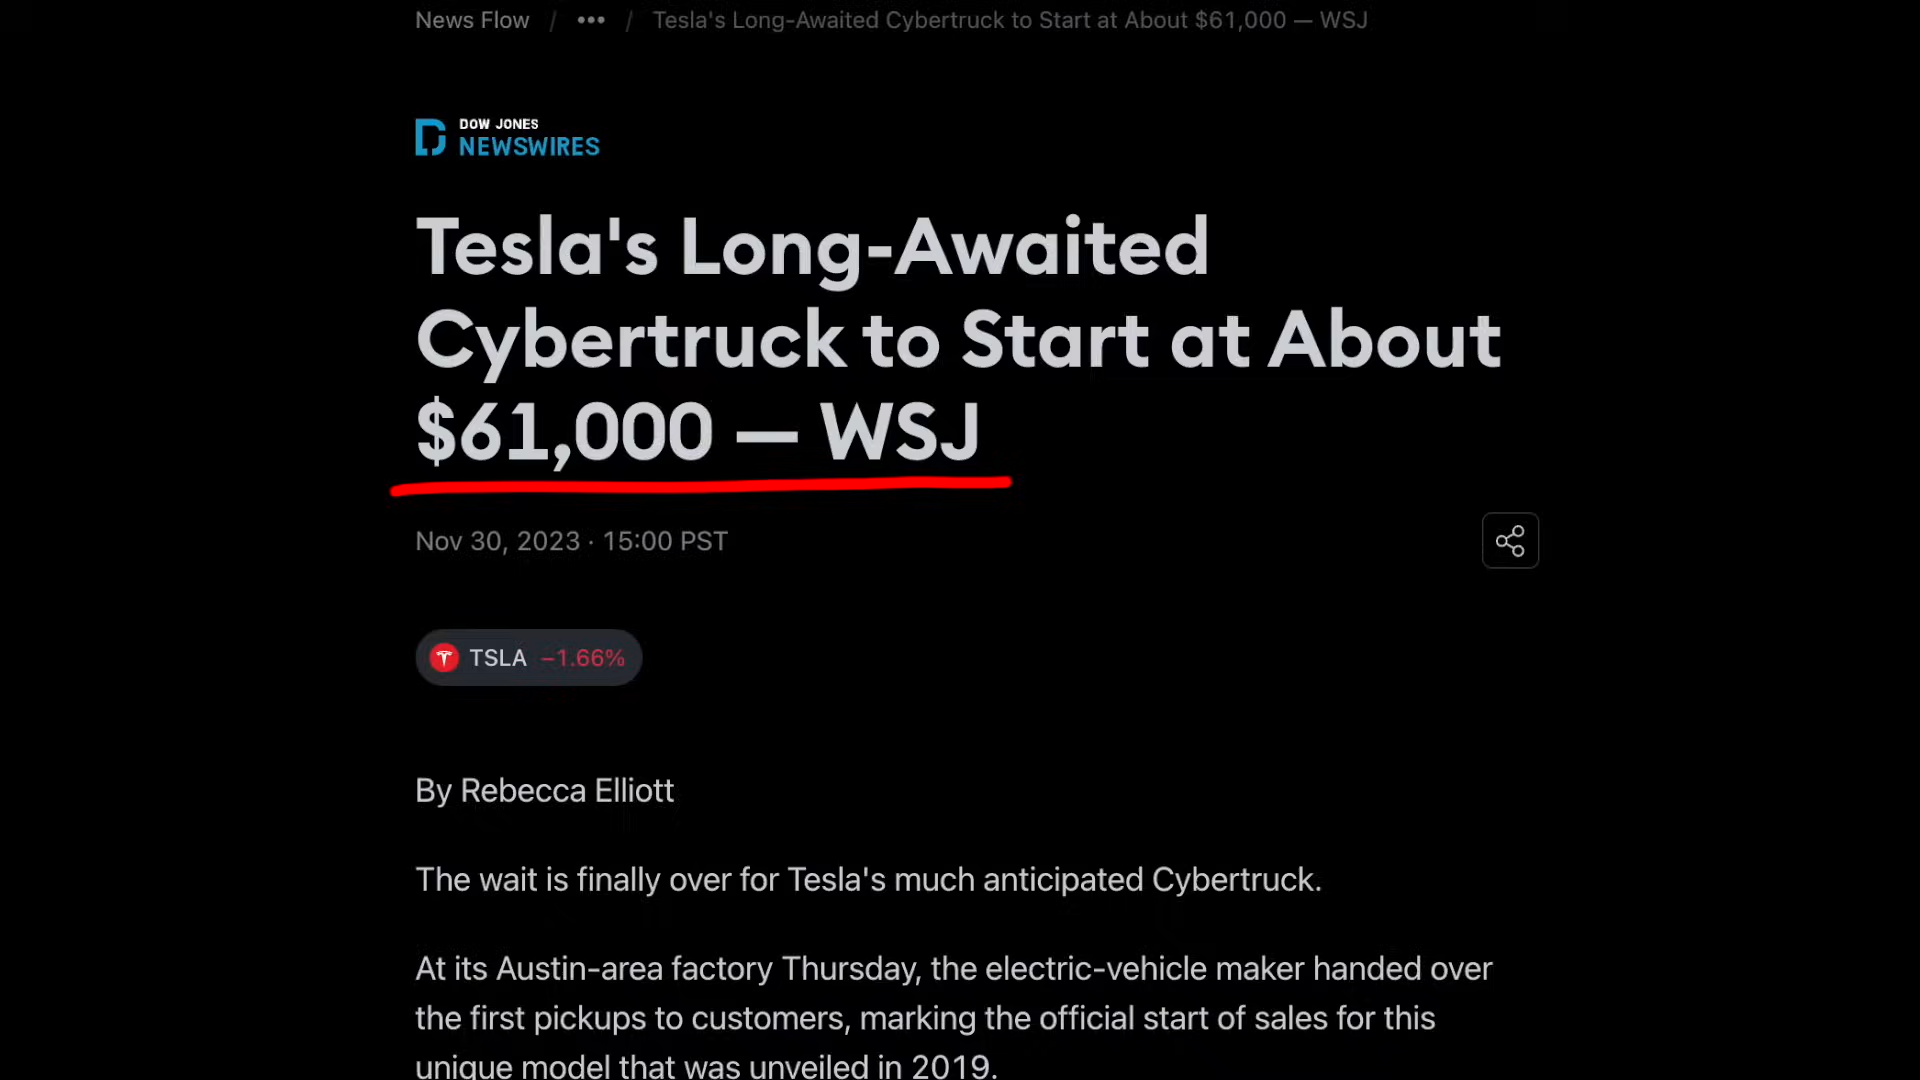 News Flow / ••• / Tesla's Long-Awaited Cybertruck to Start at About $61,000 — WSJ
DOW JONES
NEWSWIRES
Tesla's Long-Awaited
Cybertruck to Start at About
$61,000 — WSJ
Nov 30, 2023 · 15:00 PST
TSLA −1.66%
By Rebecca Elliott
The wait is finally over for Tesla's much anticipated Cybertruck.
At its Austin-area factory Thursday, the electric-vehicle maker handed over
the first pickups to customers, marking the official start of sales for this
unique model that was unveiled in 2019.